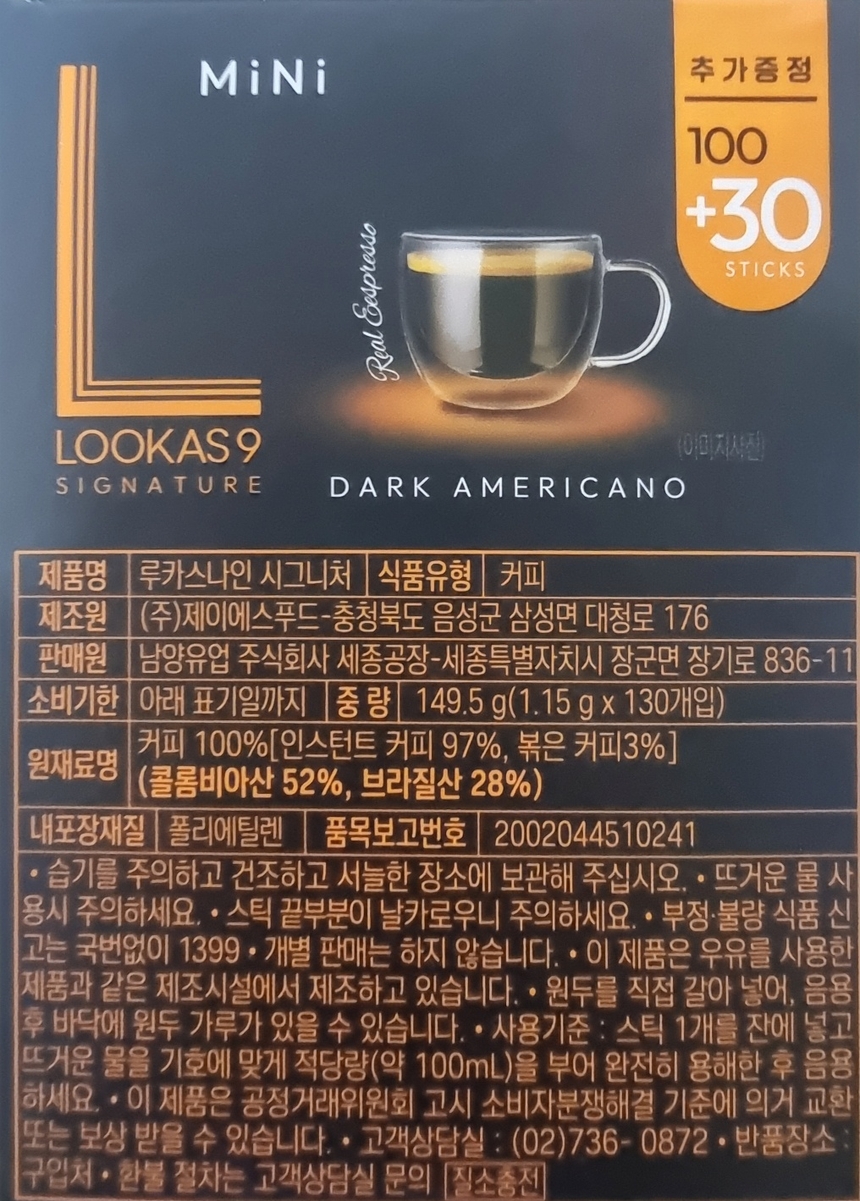 MiNi
추가증정
100
+30
STICKS
Real Eespresso
(이미지사진)
LOOKAS9
SIGNATURE
DARK AMERICANO
제품명 루카스나인 시그니처 식품유형 커피
제조원 (주)제이에스푸드-충청북도 음성군 삼성면 대청로 176
판매원 남양유업 주식회사 세종공장-세종특별자치시 장군면 장기로 836-11
소비기한 아래 표기일까지 중 량 149.5 g(1.15 g x 130개입)
원재료명 커피 100%[인스턴트 커피 97%, 볶은 커피3%]
(콜롬비아산 52%, 브라질산 28%)
내포장재질 폴리에틸렌 품목보고번호 2002044510241
• 습기를 주의하고 건조하고 서늘한 장소에 보관해 주십시오. • 뜨거운 물 사
용시 주의하세요. • 스틱 끝부분이 날카로우니 주의하세요. • 부정·불량 식품 신
고는 국번없이 1399 • 개별 판매는 하지 않습니다. • 이 제품은 우유를 사용한
제품과 같은 제조시설에서 제조하고 있습니다. • 원두를 직접 갈아 넣어, 음용
후 바닥에 원두 가루가 있을 수 있습니다. • 사용기준 : 스틱 1개를 잔에 넣고
뜨거운 물을 기호에 맞게 적당량(약 100mL)을 부어 완전히 용해한 후 음용
하세요. • 이 제품은 공정거래위원회 고시 소비자분쟁해결 기준에 의거 교환
또는 보상 받을 수 있습니다. • 고객상담실 : (02)736- 0872 • 반품장소 :
구입처 • 환불 절차는 고객상담실 문의 질소충전